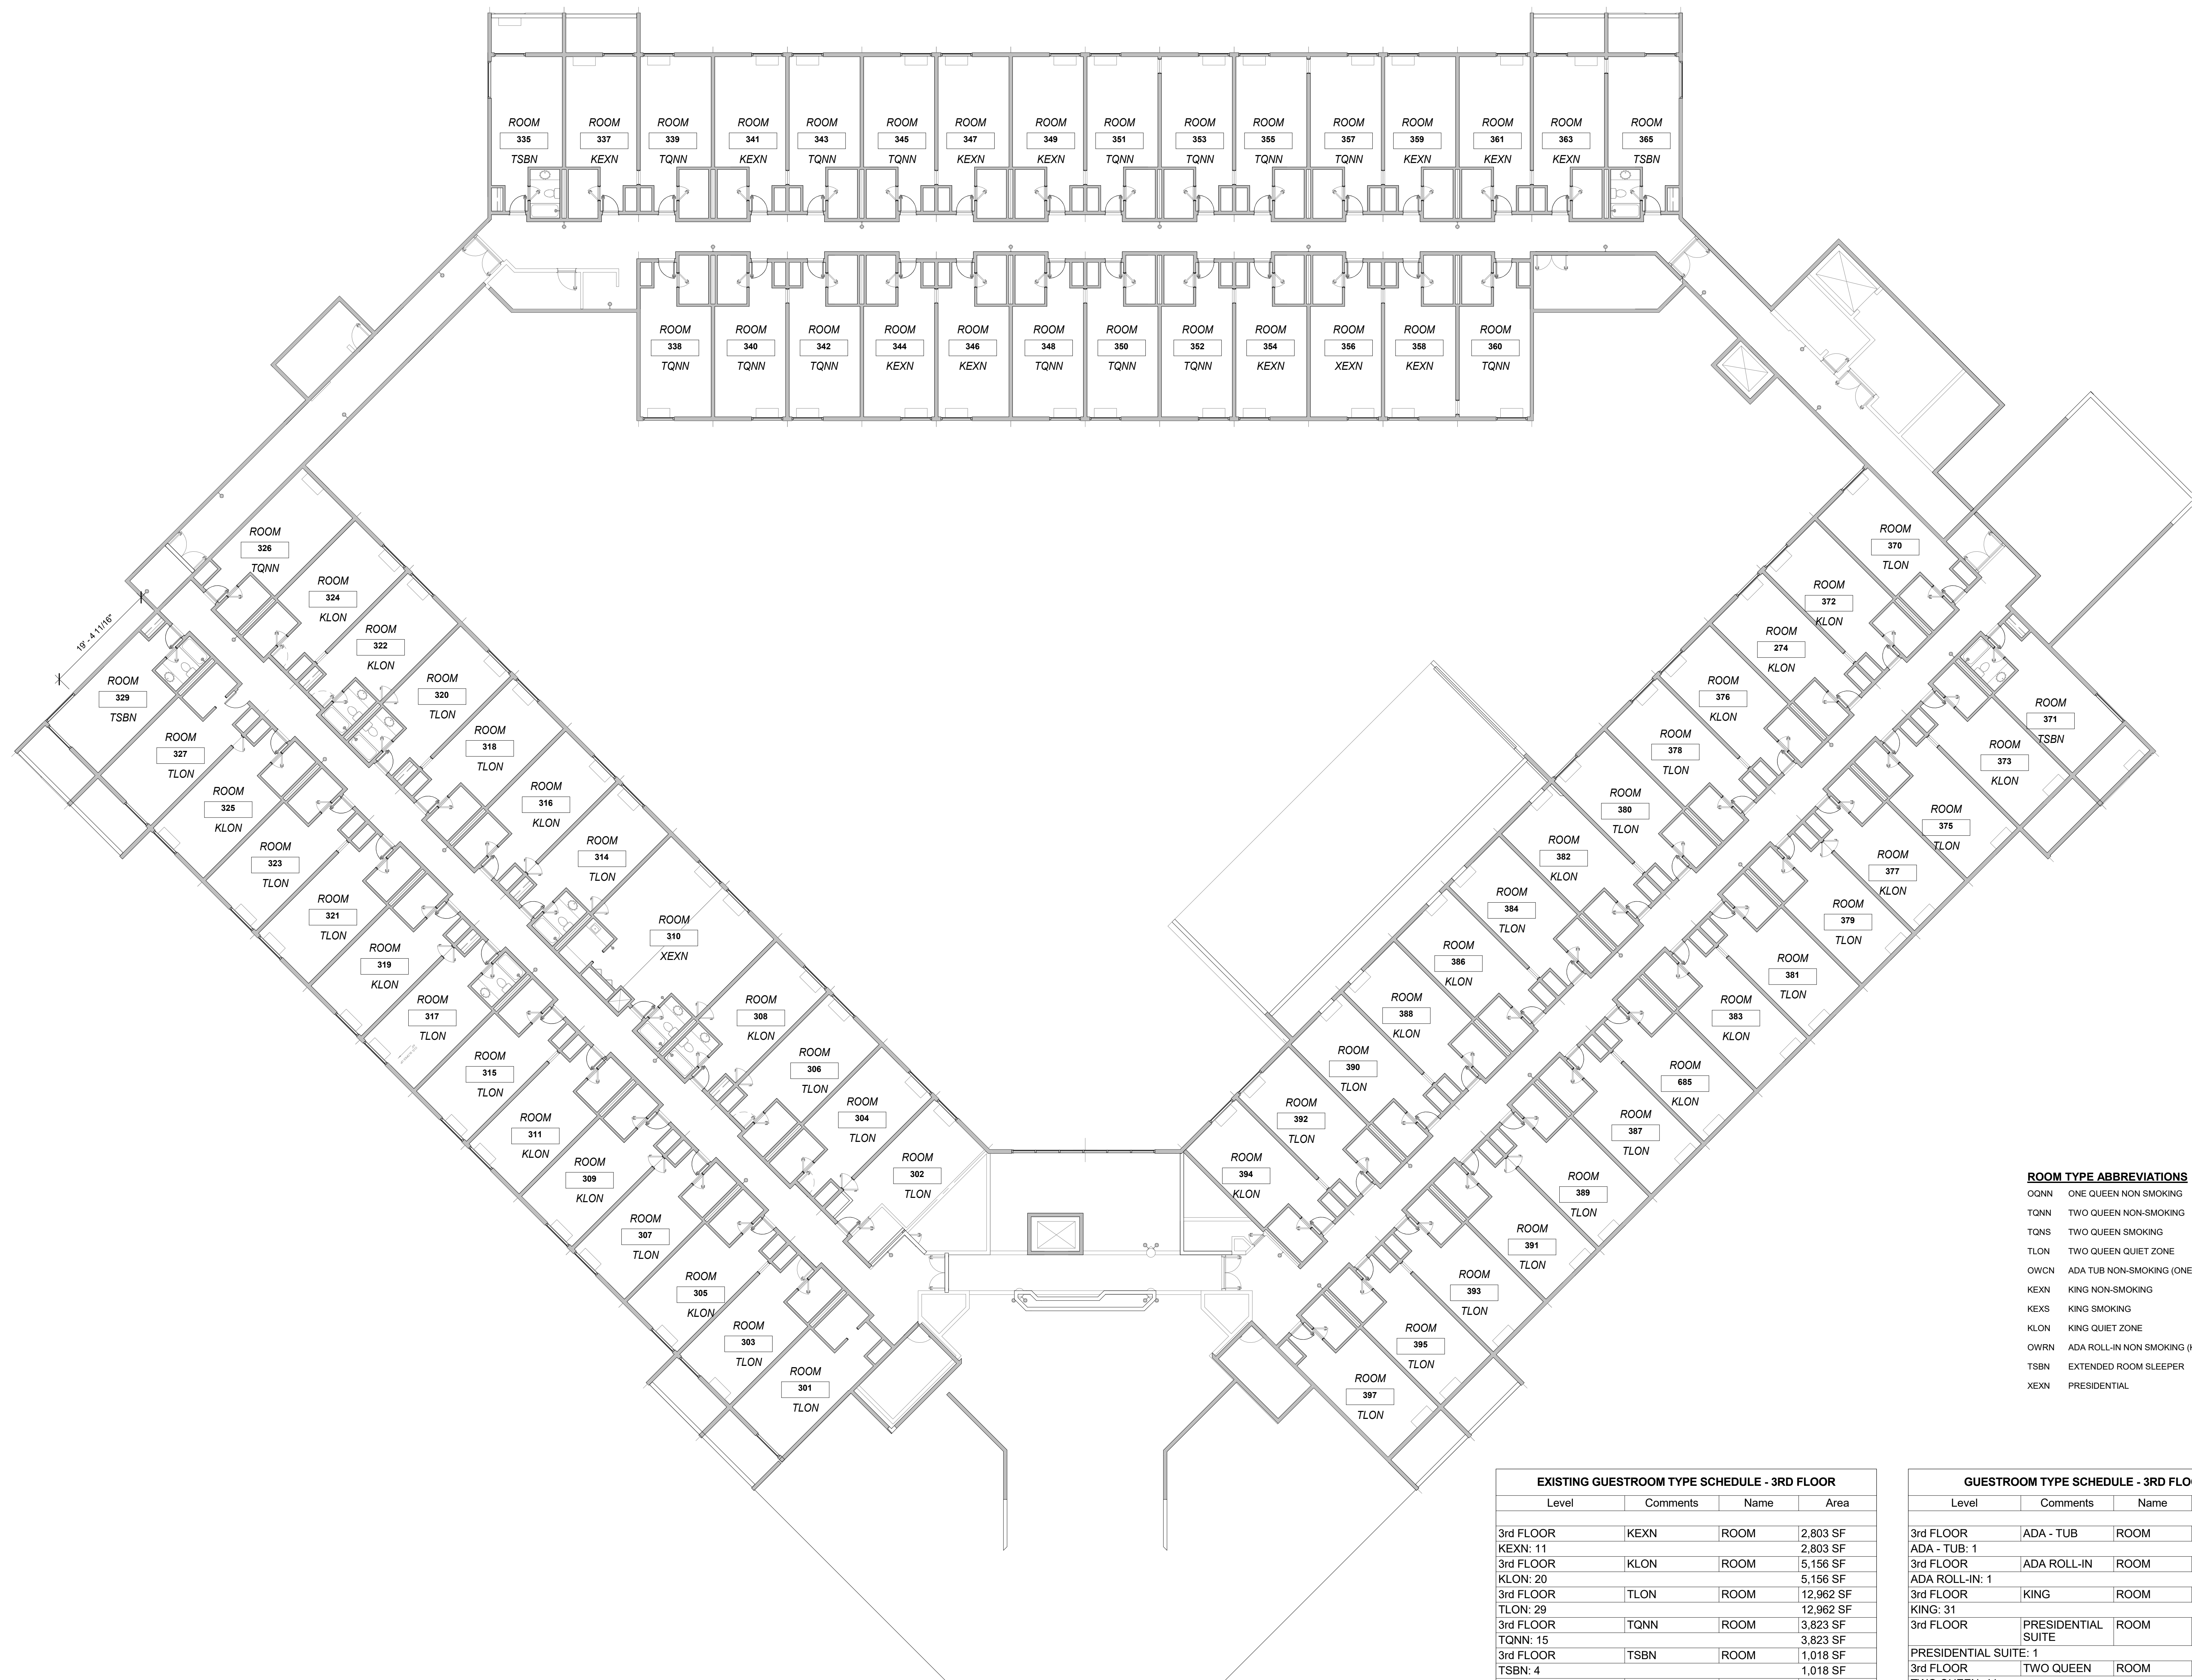 ROOM
335
TSBN
ROOM
337
KEXN
ROOM
339
TQNN
ROOM
341
KEXN
ROOM
343
TQNN
ROOM
345
TQNN
ROOM
347
KEXN
ROOM
349
KEXN
ROOM
351
TQNN
ROOM
353
TQNN
ROOM
355
TQNN
ROOM
357
TQNN
ROOM
359
KEXN
ROOM
361
KEXN
ROOM
363
KEXN
ROOM
365
TSBN
ROOM
338
TQNN
ROOM
340
TQNN
ROOM
342
TQNN
ROOM
344
KEXN
ROOM
346
KEXN
ROOM
348
TQNN
ROOM
350
TQNN
ROOM
352
TQNN
ROOM
354
KEXN
ROOM
356
XEXN
ROOM
358
KEXN
ROOM
360
TQNN
ROOM
326
TQNN
ROOM
324
KLON
ROOM
322
KLON
ROOM
320
TLON
ROOM
318
TLON
ROOM
316
KLON
ROOM
314
TLON
ROOM
310
XEXN
ROOM
308
KLON
ROOM
306
TLON
ROOM
304
TLON
ROOM
302
TLON
19' - 4 11/16"
ROOM
329
TSBN
ROOM
327
TLON
ROOM
325
KLON
ROOM
323
TLON
ROOM
321
TLON
ROOM
319
KLON
ROOM
317
TLON
ROOM
315
TLON
ROOM
311
KLON
ROOM
309
KLON
ROOM
307
TLON
ROOM
305
KLON
ROOM
303
TLON
ROOM
301
TLON
ROOM
370
TLON
ROOM
372
KLON
ROOM
274
KLON
ROOM
376
KLON
ROOM
378
TLON
ROOM
380
TLON
ROOM
382
KLON
ROOM
384
TLON
ROOM
386
KLON
ROOM
388
KLON
ROOM
390
TLON
ROOM
392
TLON
ROOM
394
KLON
ROOM
371
TSBN
ROOM
373
KLON
ROOM
375
TLON
ROOM
377
KLON
ROOM
379
TLON
ROOM
381
TLON
ROOM
383
KLON
ROOM
685
KLON
ROOM
387
TLON
ROOM
389
TLON
ROOM
391
TLON
ROOM
393
TLON
ROOM
395
TLON
ROOM
397
TLON
ROOM TYPE ABBREVIATIONS
OQNN ONE QUEEN NON SMOKING
TQNN TWO QUEEN NON-SMOKING
TQNS TWO QUEEN SMOKING
TLON TWO QUEEN QUIET ZONE
OWCN ADA TUB NON-SMOKING (ONE
KEXN KING NON-SMOKING
KEXS KING SMOKING
KLON KING QUIET ZONE
OWRN ADA ROLL-IN NON SMOKING (
TSBN EXTENDED ROOM SLEEPER
XEXN PRESIDENTIAL
EXISTING GUESTROOM TYPE SCHEDULE - 3RD FLOOR
Level Comments Name Area
3rd FLOOR KEXN ROOM 2,803 SF
KEXN: 11 2,803 SF
3rd FLOOR KLON ROOM 5,156 SF
KLON: 20 5,156 SF
3rd FLOOR TLON ROOM 12,962 SF
TLON: 29 12,962 SF
3rd FLOOR TQNN ROOM 3,823 SF
TQNN: 15 3,823 SF
3rd FLOOR TSBN ROOM 1,018 SF
TSBN: 4 1,018 SF
GUESTROOM TYPE SCHEDULE - 3RD FLO
Level Comments Name
3rd FLOOR ADA - TUB ROOM
ADA - TUB: 1
3rd FLOOR ADA ROLL-IN ROOM
ADA ROLL-IN: 1
3rd FLOOR KING ROOM
KING: 31
3rd FLOOR PRESIDENTIAL ROOM
SUITE
PRESIDENTIAL SUITE: 1
3rd FLOOR TWO QUEEN ROOM